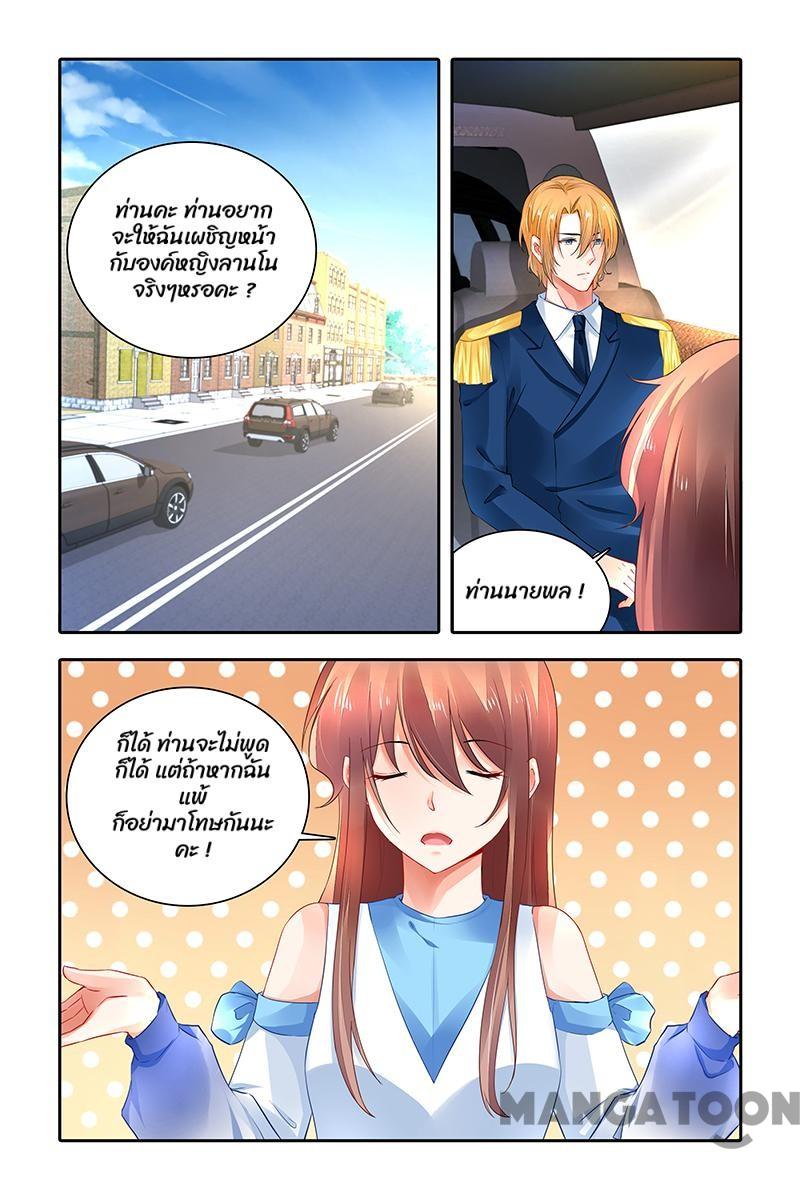 ท่านคะ ท่านอยาก
จะให้ฉันเผชิญหน้า
กับองค์หญิงลานโน
จริงๆหรอคะ ?
ท่านนายพล !
ก็ได้ ท่านจะไม่พูด
ก็ได้ แต่ถ้าหากฉัน
แพ้
ก็อย่ามาโทษกันนะ
คะ !
MANGATOON